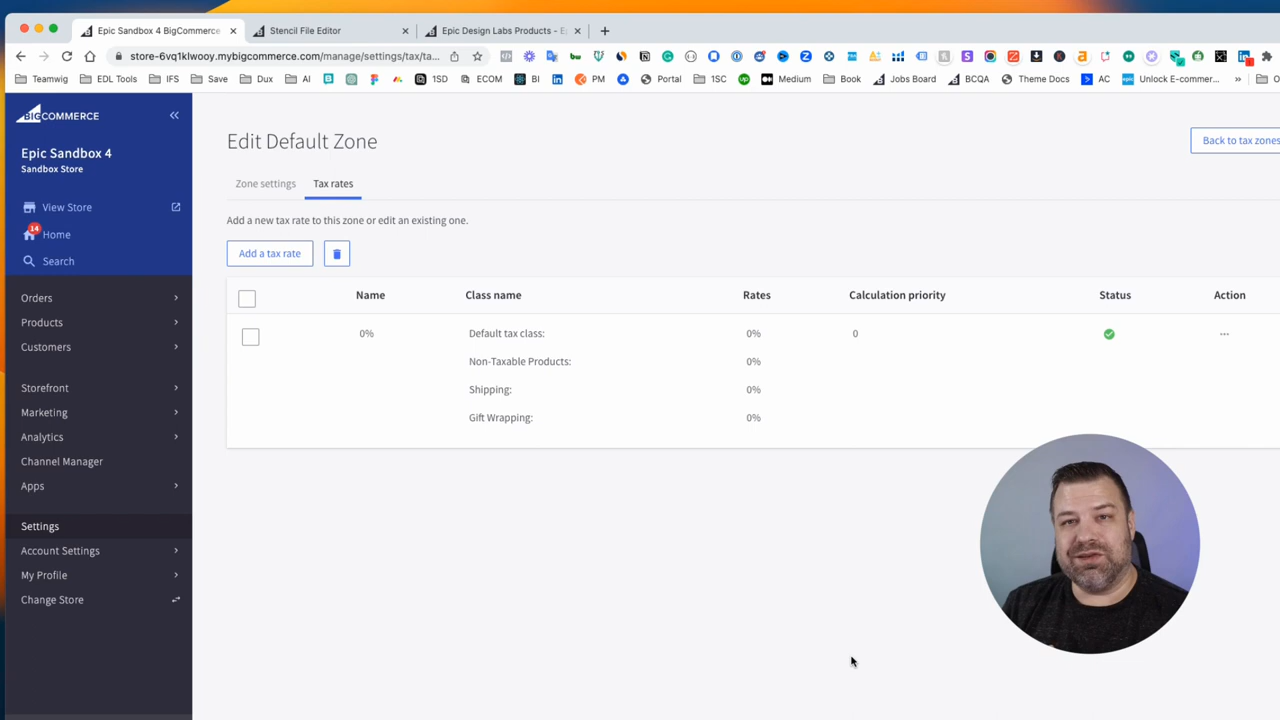 Epic Sandbox 4 BigCommerce
Stencil File Editor
Epic Design Labs Products - E
store-6vq1klwooy.mybigcommerce.com/manage/settings/tax/ta...
Teamwig
EDL Tools
IFS
Save
Dux
AI
1SD
ECOM
BI
PM
Portal
1SC
Medium
Book
Jobs Board
BCQA
Theme Docs
AC
Unlock E-commer...
»
BIGCOMMERCE
Epic Sandbox 4
Sandbox Store
View Store
14
Home
Search
Orders
Products
Customers
Storefront
Marketing
Analytics
Channel Manager
Apps
Settings
Account Settings
My Profile
Change Store
Edit Default Zone
Back to tax zones
Zone settings
Tax rates
Add a new tax rate to this zone or edit an existing one.
Add a tax rate
Name Class name Rates Calculation priority Status Action
0% Default tax class: 0% 0 ...
Non-Taxable Products: 0%
Shipping: 0%
Gift Wrapping: 0%